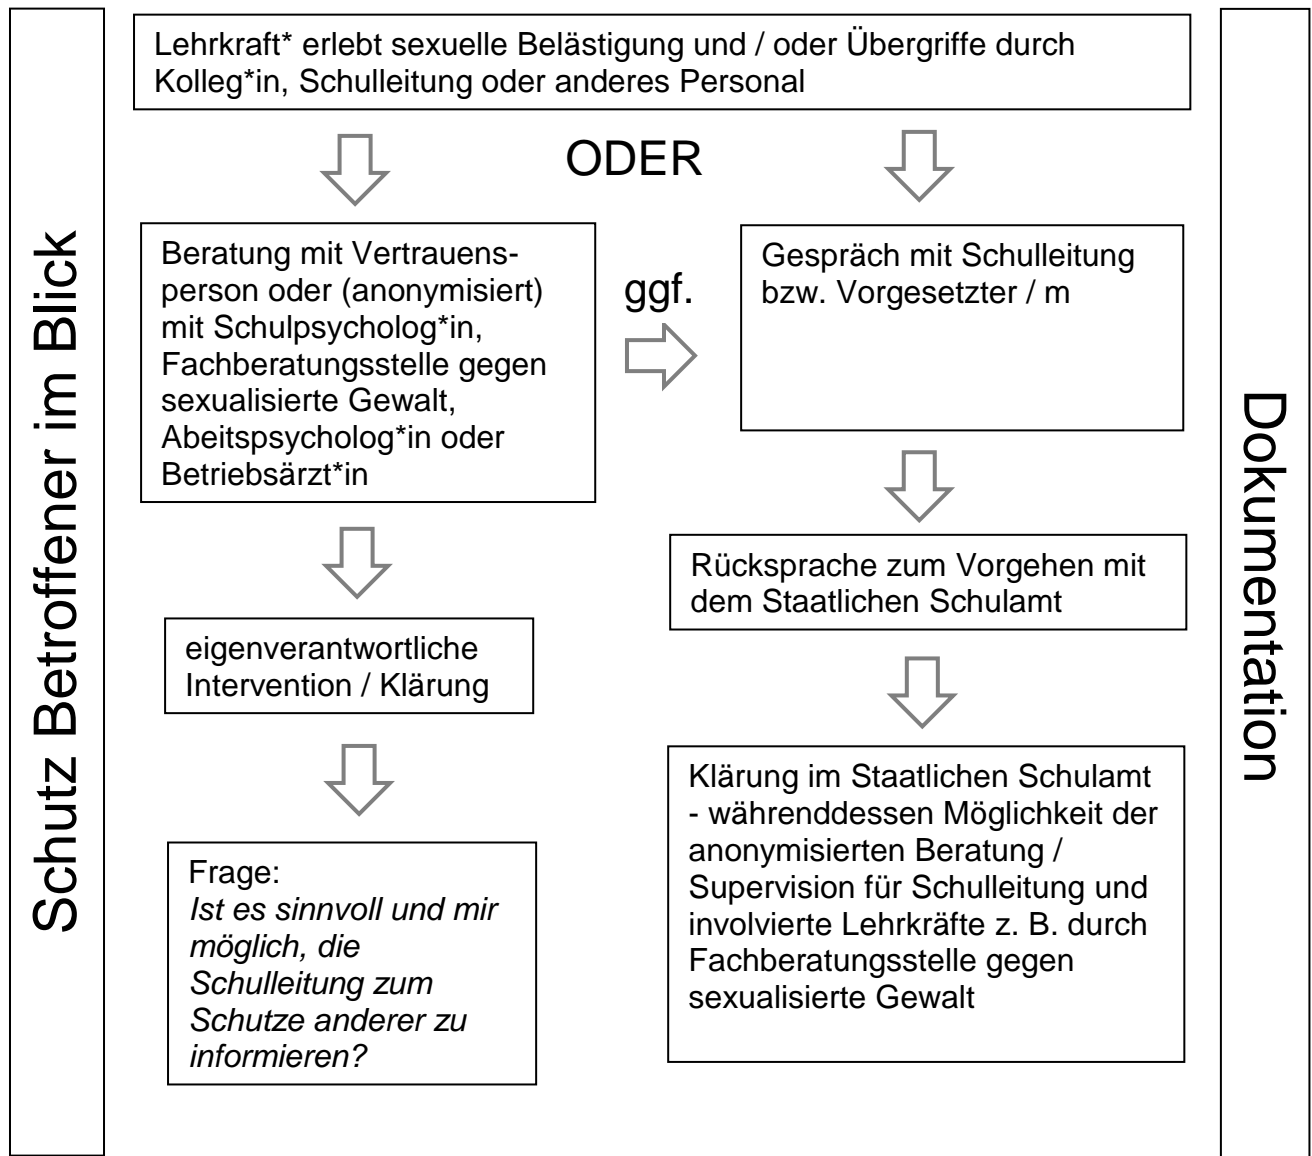 Schutz Betroffener im Blick
Lehrkraft* erlebt sexuelle Belästigung und / oder Übergriffe durch
Kolleg*in, Schulleitung oder anderes Personal
ODER
Beratung mit Vertrauens-
person oder (anonymisiert)
mit Schulpsycholog*in,
Fachberatungsstelle gegen
sexualisierte Gewalt,
Abeitspsycholog*in oder
Betriebsärzt*in
ggf.
Gespräch mit Schulleitung
bzw. Vorgesetzter / m
eigenverantwortliche
Intervention / Klärung
Frage:
Ist es sinnvoll und mir
möglich, die
Schulleitung zum
Schutze anderer zu
informieren?
Rücksprache zum Vorgehen mit
dem Staatlichen Schulamt
Klärung im Staatlichen Schulamt
- währenddessen Möglichkeit der
anonymisierten Beratung /
Supervision für Schulleitung und
involvierte Lehrkräfte z. B. durch
Fachberatungsstelle gegen
sexualisierte Gewalt
Dokumentation